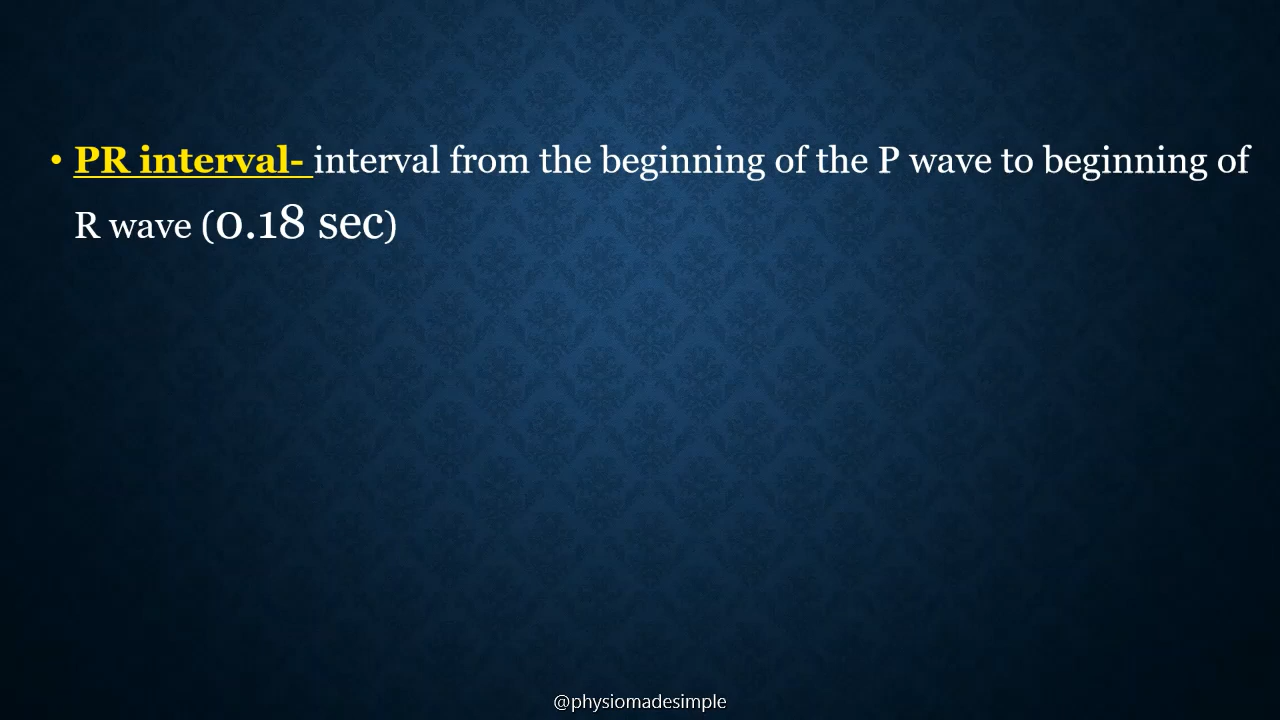 • PR interval- interval from the beginning of the P wave to beginning of
R wave (0.18 sec)
@physiomadesimple